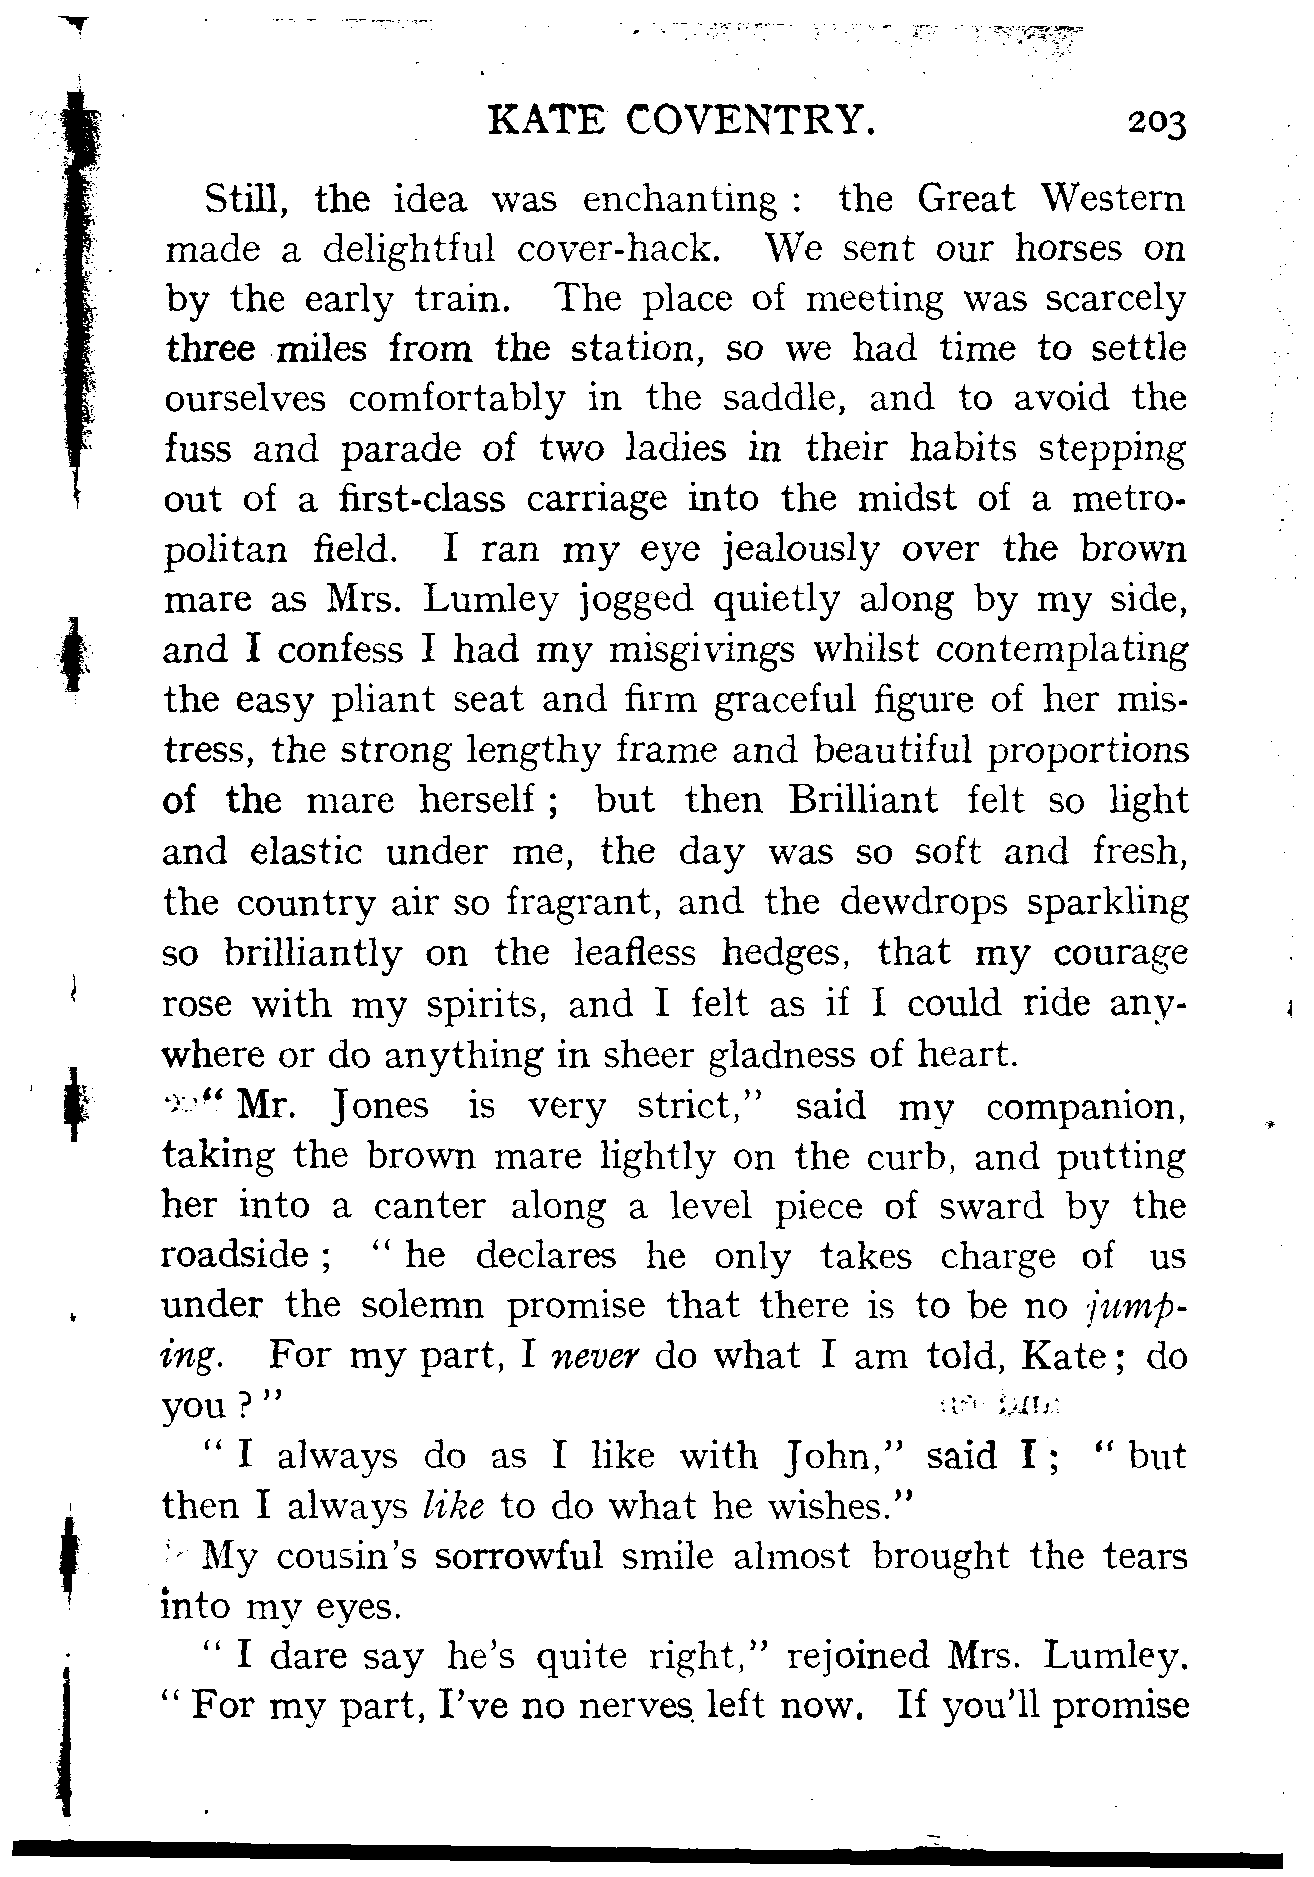 KATE COVENTRY. 203
Still, the idea was enchanting : the Great Western
made a delightful cover-hack. We sent our horses on
by the early train. The place of meeting was scarcely
three miles from the station, so we had time to settle
ourselves comfortably in the saddle, and to avoid the
fuss and parade of two ladies in their habits stepping
out of a first-class carriage into the midst of a metro-
politan field. I ran my eye jealously over the brown
mare as Mrs. Lumley jogged quietly along by my side,
and I confess I had my misgivings whilst contemplating
the easy pliant seat and firm graceful figure of her mis-
tress, the strong lengthy frame and beautiful proportions
of the mare herself ; but then Brilliant felt so light
and elastic under me, the day was so soft and fresh,
the country air so fragrant, and the dewdrops sparkling
so brilliantly on the leafless hedges, that my courage
rose with my spirits, and I felt as if I could ride any-
where or do anything in sheer gladness of heart.
“ Mr. Jones is very strict,” said my companion,
taking the brown mare lightly on the curb, and putting
her into a canter along a level piece of sward by the
roadside ; “ he declares he only takes charge of us
under the solemn promise that there is to be no jump-
ing. For my part, I never do what I am told, Kate ; do
you ? ”
“ I always do as I like with John,” said I ; “ but
then I always like to do what he wishes.”
My cousin's sorrowful smile almost brought the tears
into my eyes.
“ I dare say he's quite right,” rejoined Mrs. Lumley.
“ For my part, I've no nerves left now. If you'll promise